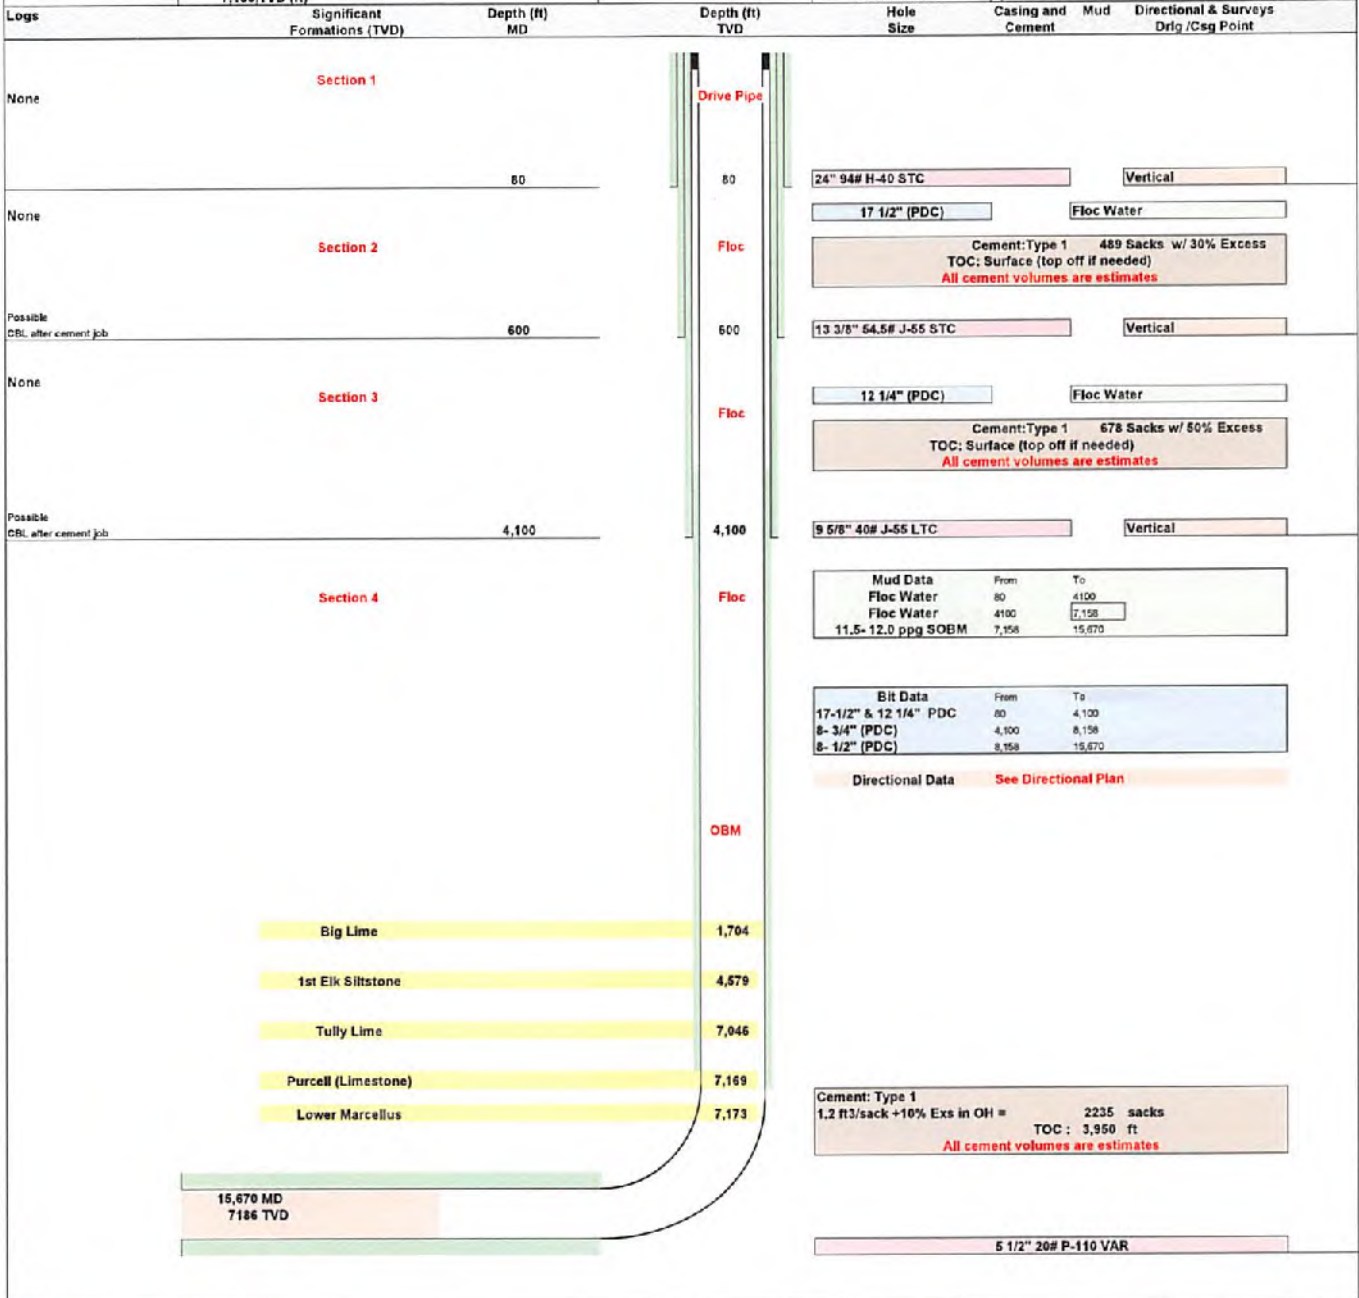 Logs Significant Depth (ft) Depth (ft) Hole Casing and Mud Directional & Surveys
Formations (TVD) MD TVD Size Cement Drlg /Csg Point
Section 1
None Drive Pipe
80 80 24" 94# H-40 STC Vertical
None 17 1/2" (PDC) Floc Water
Section 2 Floc Cement:Type 1 489 Sacks w/ 30% Excess
TOC: Surface (top off if needed)
All cement volumes are estimates
Possible
CBL after cement job 600 600 13 3/8" 54.5# J-55 STC Vertical
None
Section 3 12 1/4" (PDC) Floc Water
Floc
Cement:Type 1 678 Sacks w/ 50% Excess
TOC: Surface (top off if needed)
All cement volumes are estimates
Possible
CBL after cement job 4,100 4,100 9 5/8" 40# J-55 LTC Vertical
Mud Data From To
Section 4 Floc Floc Water 80 4100
Floc Water 4100 7,158
11.5- 12.0 ppg SOBM 7,158 15,670
Bit Data From To
17-1/2" & 12 1/4" PDC 80 4,100
8- 3/4" (PDC) 4,100 8,158
8- 1/2" (PDC) 8,158 15,670
Directional Data See Directional Plan
OBM
Big Lime 1,704
1st Elk Siltstone 4,579
Tully Lime 7,046
Purcell (Limestone) 7,169
Cement: Type 1
Lower Marcellus 7,173 1.2 ft3/sack +10% Exs in OH = 2235 sacks
TOC : 3,950 ft
All cement volumes are estimates
15,670 MD
7186 TVD
5 1/2" 20# P-110 VAR